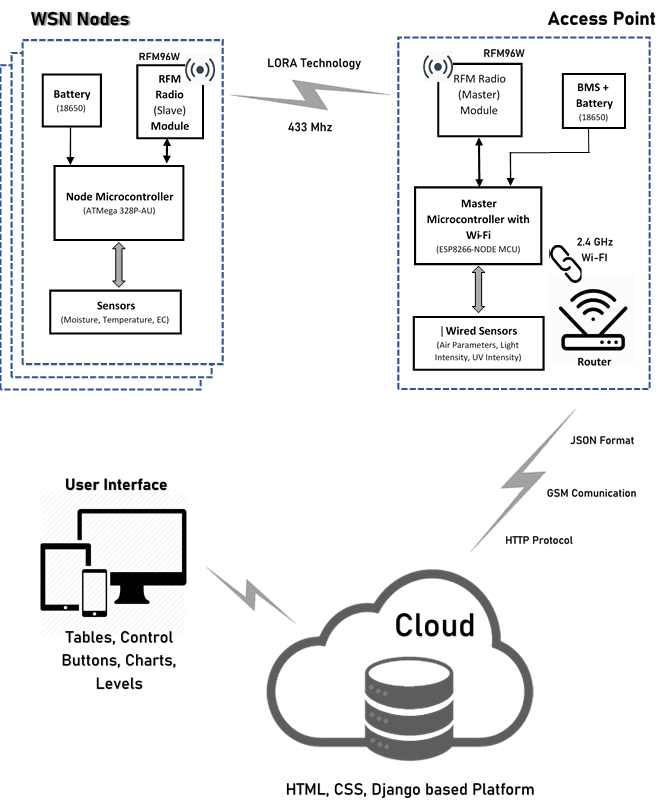 WSN Nodes
Access Point
RFM96W
Battery
(18650)
RFM
Radio
(Slave)
Module
LORA Technology
433 Mhz
RFM96W
RFM Radio
(Master)
Module
BMS +
Battery
(18650)
Node Microcontroller
(ATMega 328P-AU)
Master
Microcontroller with
Wi-Fi
(ESP8266-NODE MCU)
2.4 GHz
Wi-FI
Sensors
(Moisture, Temperature, EC)
Wired Sensors
(Air Parameters, Light
Intensity, UV Intensity)
Router
JSON Format
GSM Comunication
HTTP Protocol
User Interface
Tables, Control
Buttons, Charts,
Levels
Cloud
HTML, CSS, Django based Platform